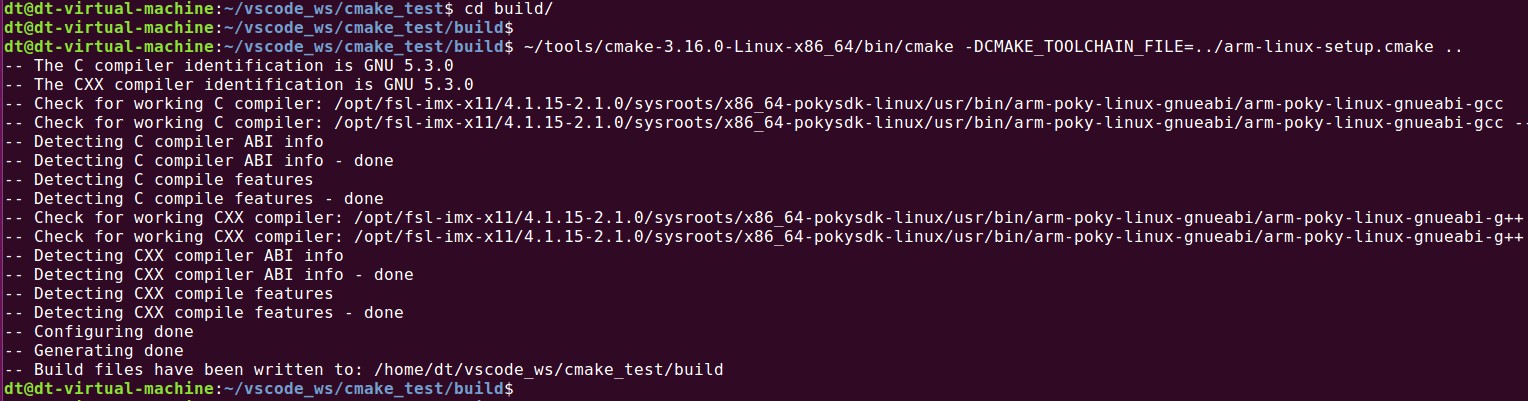 dt@dt-virtual-machine:~/vscode_ws/cmake_test$ cd build/
dt@dt-virtual-machine:~/vscode_ws/cmake_test/build$
dt@dt-virtual-machine:~/vscode_ws/cmake_test/build$ ~/tools/cmake-3.16.0-Linux-x86_64/bin/cmake -DCMAKE_TOOLCHAIN_FILE=../arm-linux-setup.cmake ..
-- The C compiler identification is GNU 5.3.0
-- The CXX compiler identification is GNU 5.3.0
-- Check for working C compiler: /opt/fsl-imx-x11/4.1.15-2.1.0/sysroots/x86_64-pokysdk-linux/usr/bin/arm-poky-linux-gnueabi/arm-poky-linux-gnueabi-gcc
-- Check for working C compiler: /opt/fsl-imx-x11/4.1.15-2.1.0/sysroots/x86_64-pokysdk-linux/usr/bin/arm-poky-linux-gnueabi/arm-poky-linux-gnueabi-gcc --
-- Detecting C compiler ABI info
-- Detecting C compiler ABI info - done
-- Detecting C compile features
-- Detecting C compile features - done
-- Check for working CXX compiler: /opt/fsl-imx-x11/4.1.15-2.1.0/sysroots/x86_64-pokysdk-linux/usr/bin/arm-poky-linux-gnueabi/arm-poky-linux-gnueabi-g++
-- Check for working CXX compiler: /opt/fsl-imx-x11/4.1.15-2.1.0/sysroots/x86_64-pokysdk-linux/usr/bin/arm-poky-linux-gnueabi/arm-poky-linux-gnueabi-g++
-- Detecting CXX compiler ABI info
-- Detecting CXX compiler ABI info - done
-- Detecting CXX compile features
-- Detecting CXX compile features - done
-- Configuring done
-- Generating done
-- Build files have been written to: /home/dt/vscode_ws/cmake_test/build
dt@dt-virtual-machine:~/vscode_ws/cmake_test/build$